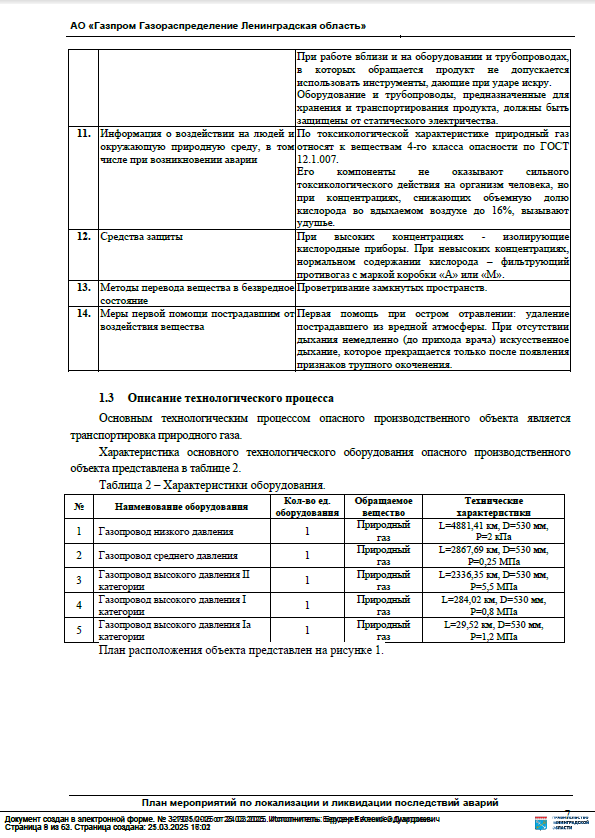 АО «Газпром Газораспределение Ленинградская область»
При работе вблизи и на оборудовании и трубопроводах,
в которых обращается продукт не допускается
использовать инструменты, дающие при ударе искру.
Оборудование и трубопроводы, предназначенные для
хранения и транспортирования продукта, должны быть
защищены от статического электричества.
11. Информация о воздействии на людей и По токсикологической характеристике природный газ
окружающую природную среду, в том относят к веществам 4-го класса опасности по ГОСТ
числе при возникновении аварии 12.1.007.
Его компоненты не оказывают сильного
токсикологического действия на организм человека, но
при концентрациях, снижающих объемную долю
кислорода во вдыхаемом воздухе до 16%, вызывают
удушье.
12. Средства защиты При высоких концентрациях - изолирующие
кислородные приборы. При невысоких концентрациях,
нормальном содержании кислорода – фильтрующий
противогаз с маркой коробки «А» или «М».
13. Методы перевода вещества в безвредное Проветривание замкнутых пространств.
состояние
14. Меры первой помощи пострадавшим от Первая помощь при остром отравлении: удаление
воздействия вещества пострадавшего из вредной атмосферы. При отсутствии
дыхания немедленно (до прихода врача) искусственное
дыхание, которое прекращается только после появления
признаков трупного окоченения.
1.3 Описание технологического процесса
Основным технологическим процессом опасного производственного объекта является
транспортировка природного газа.
Характеристика основного технологического оборудования опасного производственного
объекта представлена в таблице 2.
Таблица 2 – Характеристики оборудования.
№ Наименование оборудования Кол-во ед. оборудования Обращаемое вещество Технические характеристики
1 Газопровод низкого давления 1 Природный газ L=4881,41 км, D=530 мм, P=2 кПа
2 Газопровод среднего давления 1 Природный газ L=2867,69 км, D=530 мм, P=0,25 МПа
3 Газопровод высокого давления II категории 1 Природный газ L=2336,35 км, D=530 мм, P=5,5 МПа
4 Газопровод высокого давления I категории 1 Природный газ L=284,02 км, D=530 мм, P=0,8 МПа
5 Газопровод высокого давления Ia категории 1 Природный газ L=29,52 км, D=530 мм, P=1,2 МПа
План расположения объекта представлен на рисунке 1.
План мероприятий по локализации и ликвидации последствий аварий
7
Документ создан в электронной форме. № Исполнитель:
Страница из 63. Страница создана: 25.03.2025 16:02